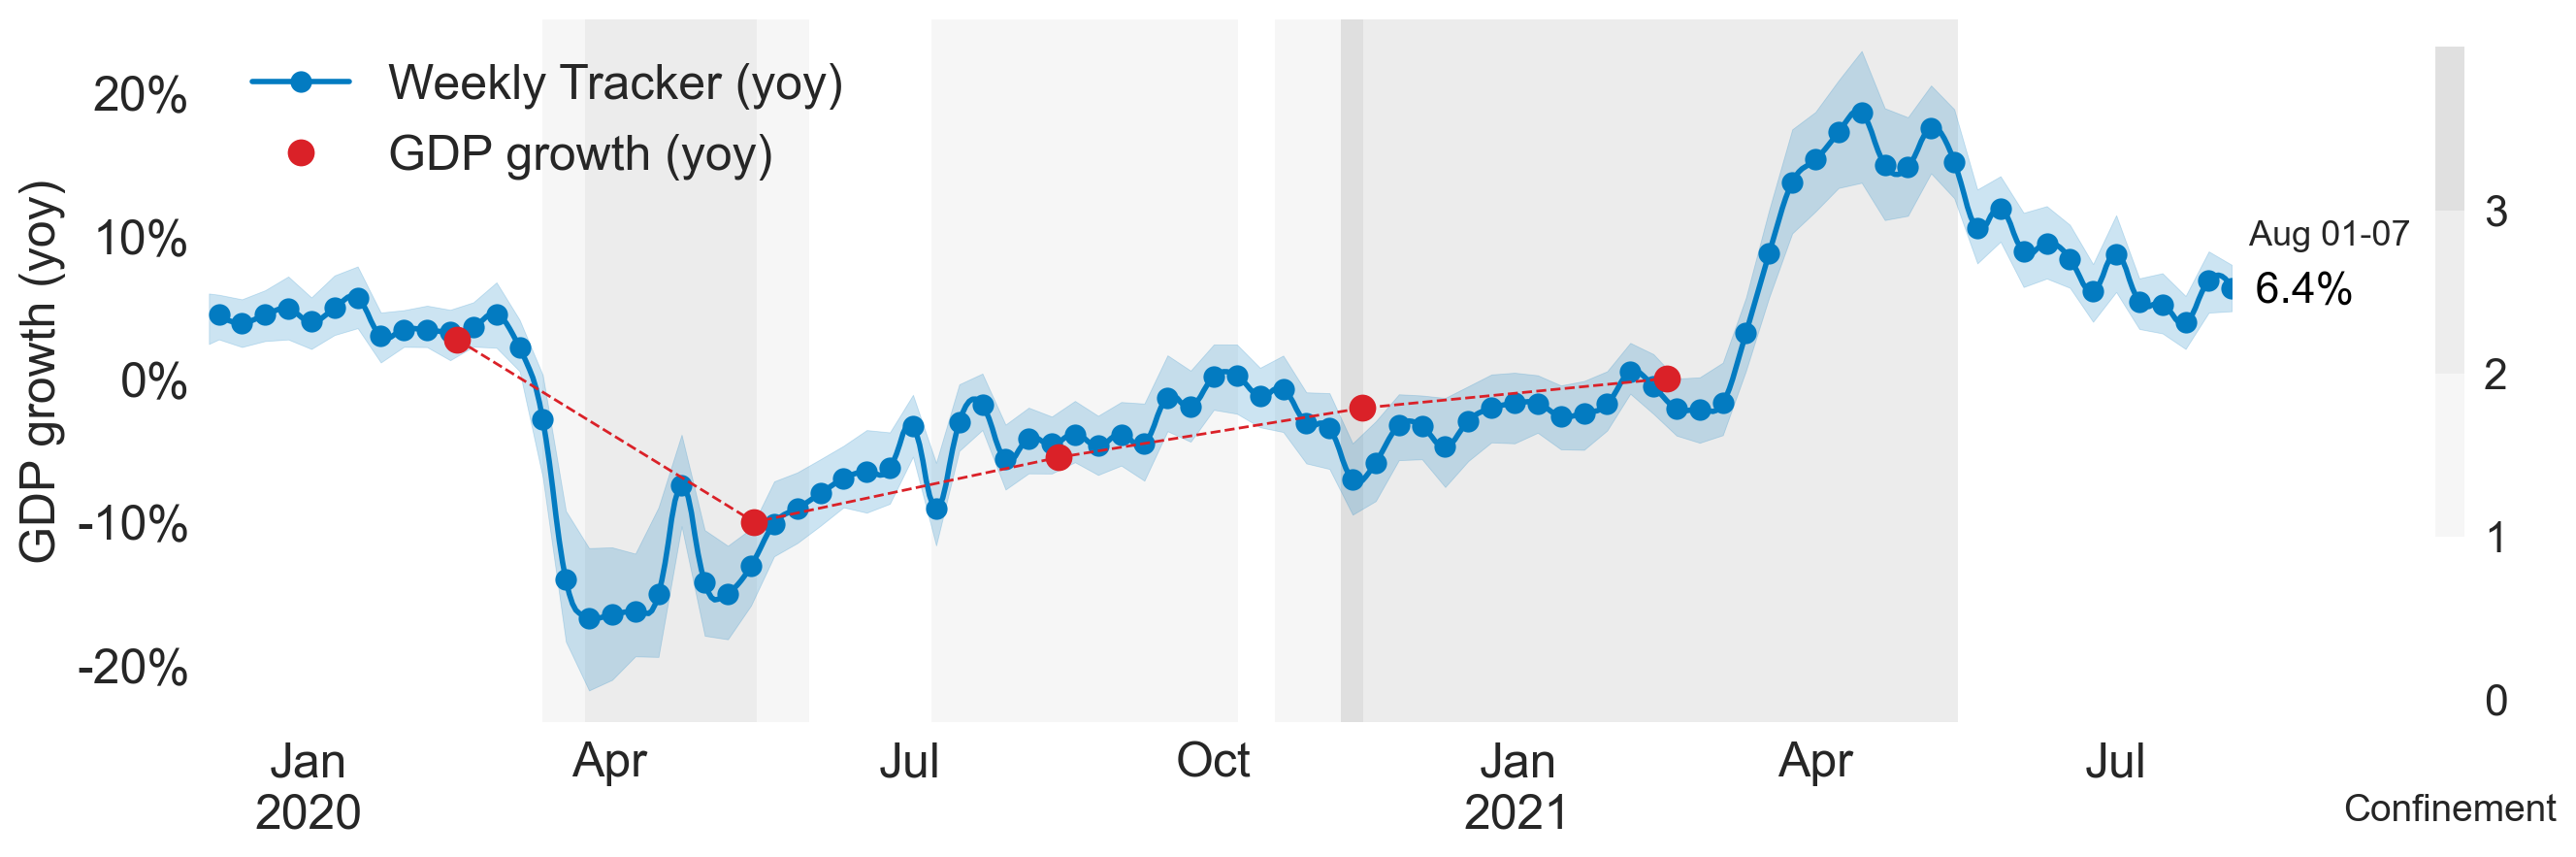 Weekly Tracker (yoy)
GDP growth (yoy)
GDP growth (yoy)
20%
10%
0%
-10%
-20%
Jan
2020
Apr
Jul
Oct
Jan
2021
Apr
Jul
Aug 01-07
6.4%
3
2
1
0
Confinement